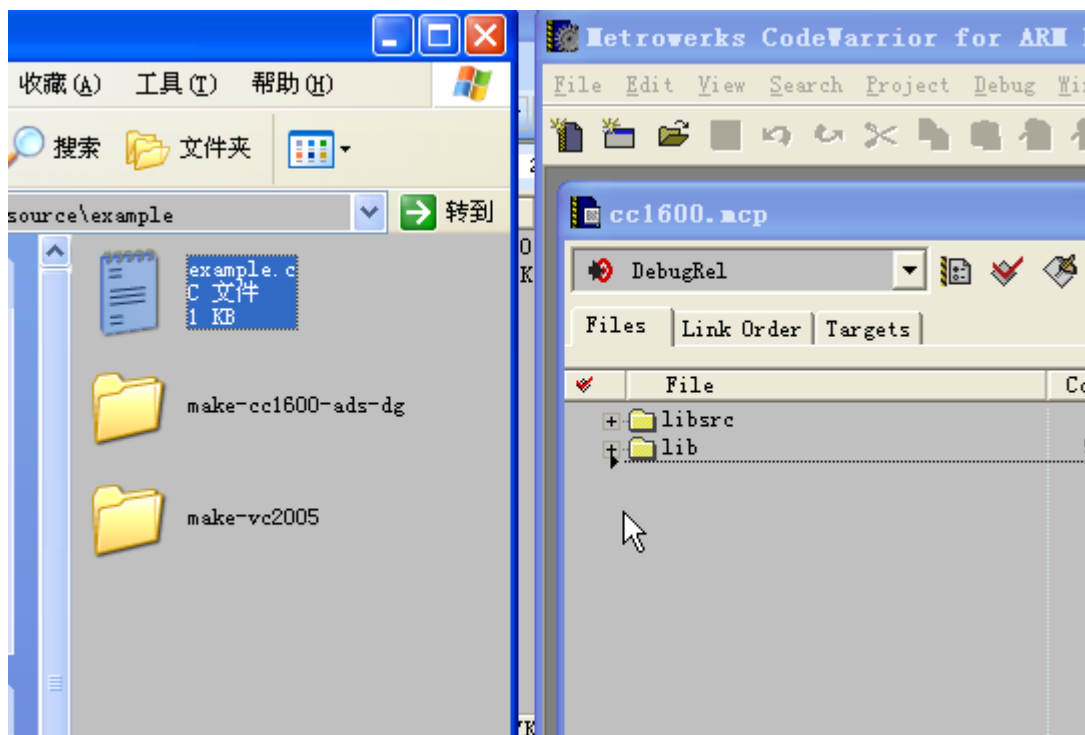 收藏(A) 工具(T) 帮助(H)
搜索 文件夹
source\example
转到
example.c
C 文件
1 KB
make-cc1600-ads-dg
make-vc2005
Metrowerks CodeWarrior for ARM
File Edit View Search Project Debug
cc1600.mcp
DebugRel
Files Link Order Targets
File
libsrc
lib